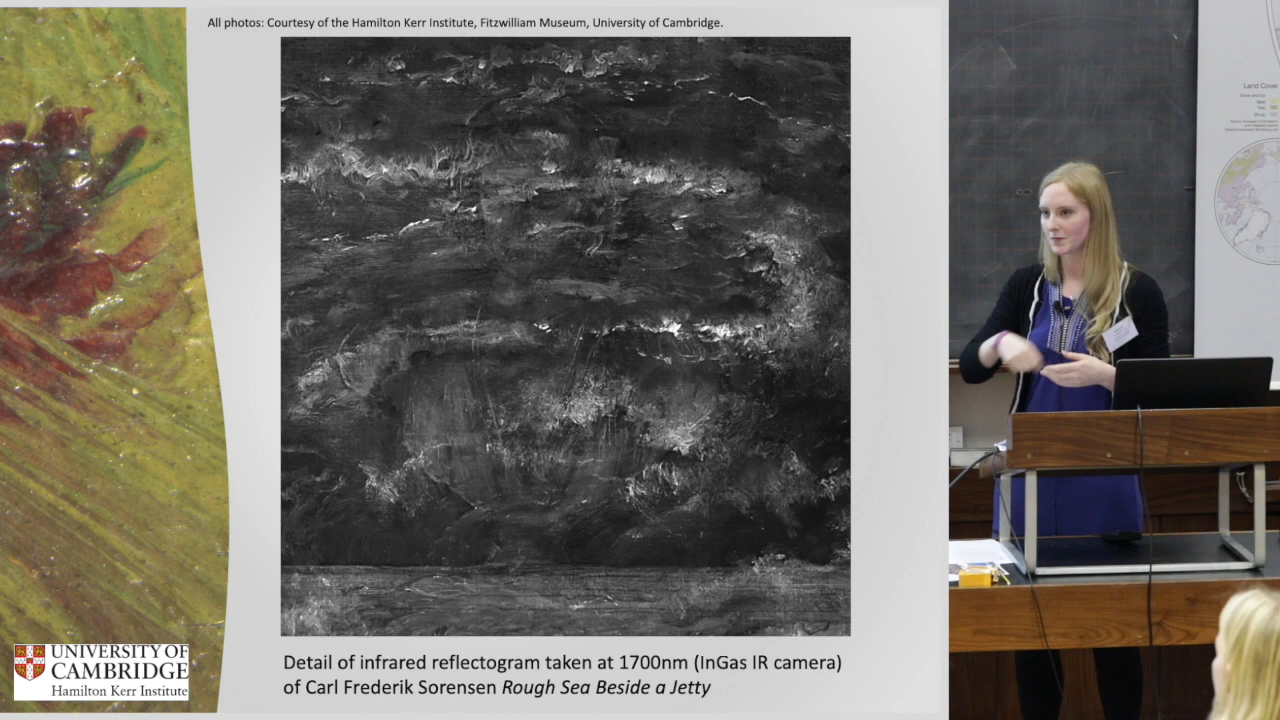 All photos: Courtesy of the Hamilton Kerr Institute, Fitzwilliam Museum, University of Cambridge.
Land Cover
UNIVERSITY OF
CAMBRIDGE
Hamilton Kerr Institute
Detail of infrared reflectogram taken at 1700nm (InGas IR camera)
of Carl Frederik Sorensen Rough Sea Beside a Jetty